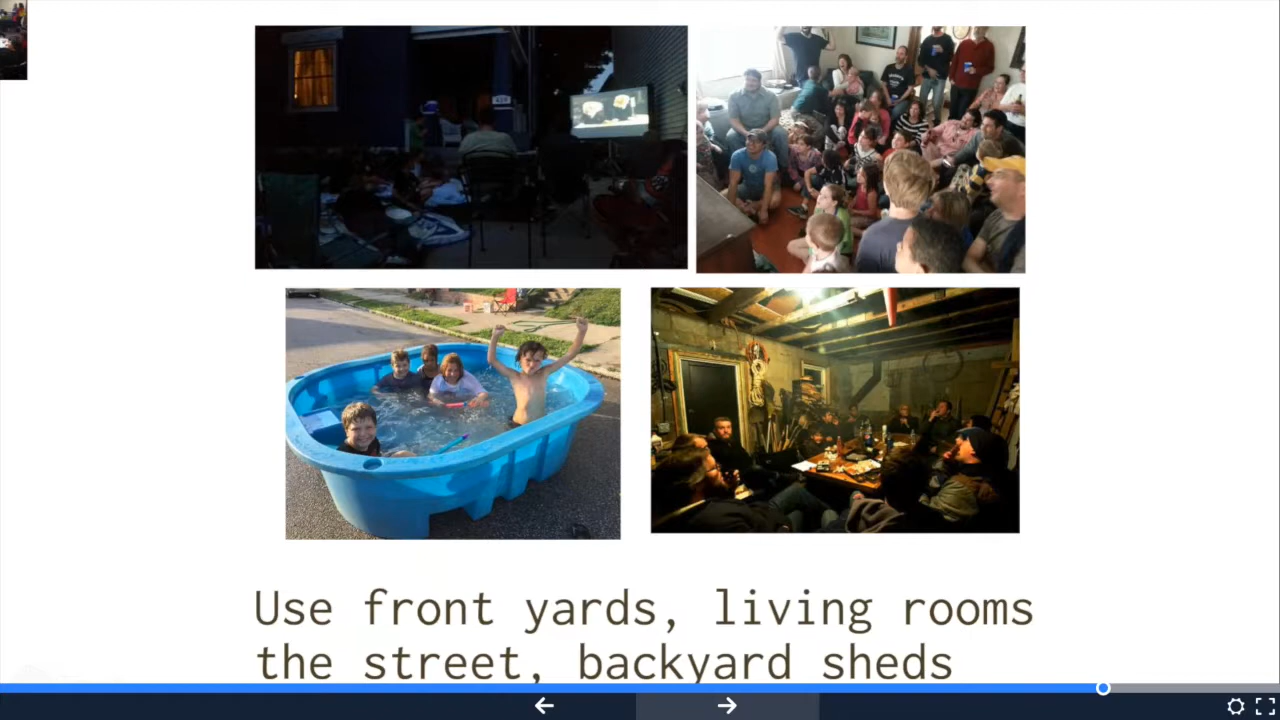 Use front yards, living rooms
the street, backyard sheds